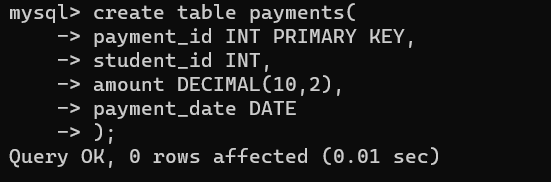 mysql> create table payments(
    -> payment_id INT PRIMARY KEY,
    -> student_id INT,
    -> amount DECIMAL(10,2),
    -> payment_date DATE
    -> );
Query OK, 0 rows affected (0.01 sec)